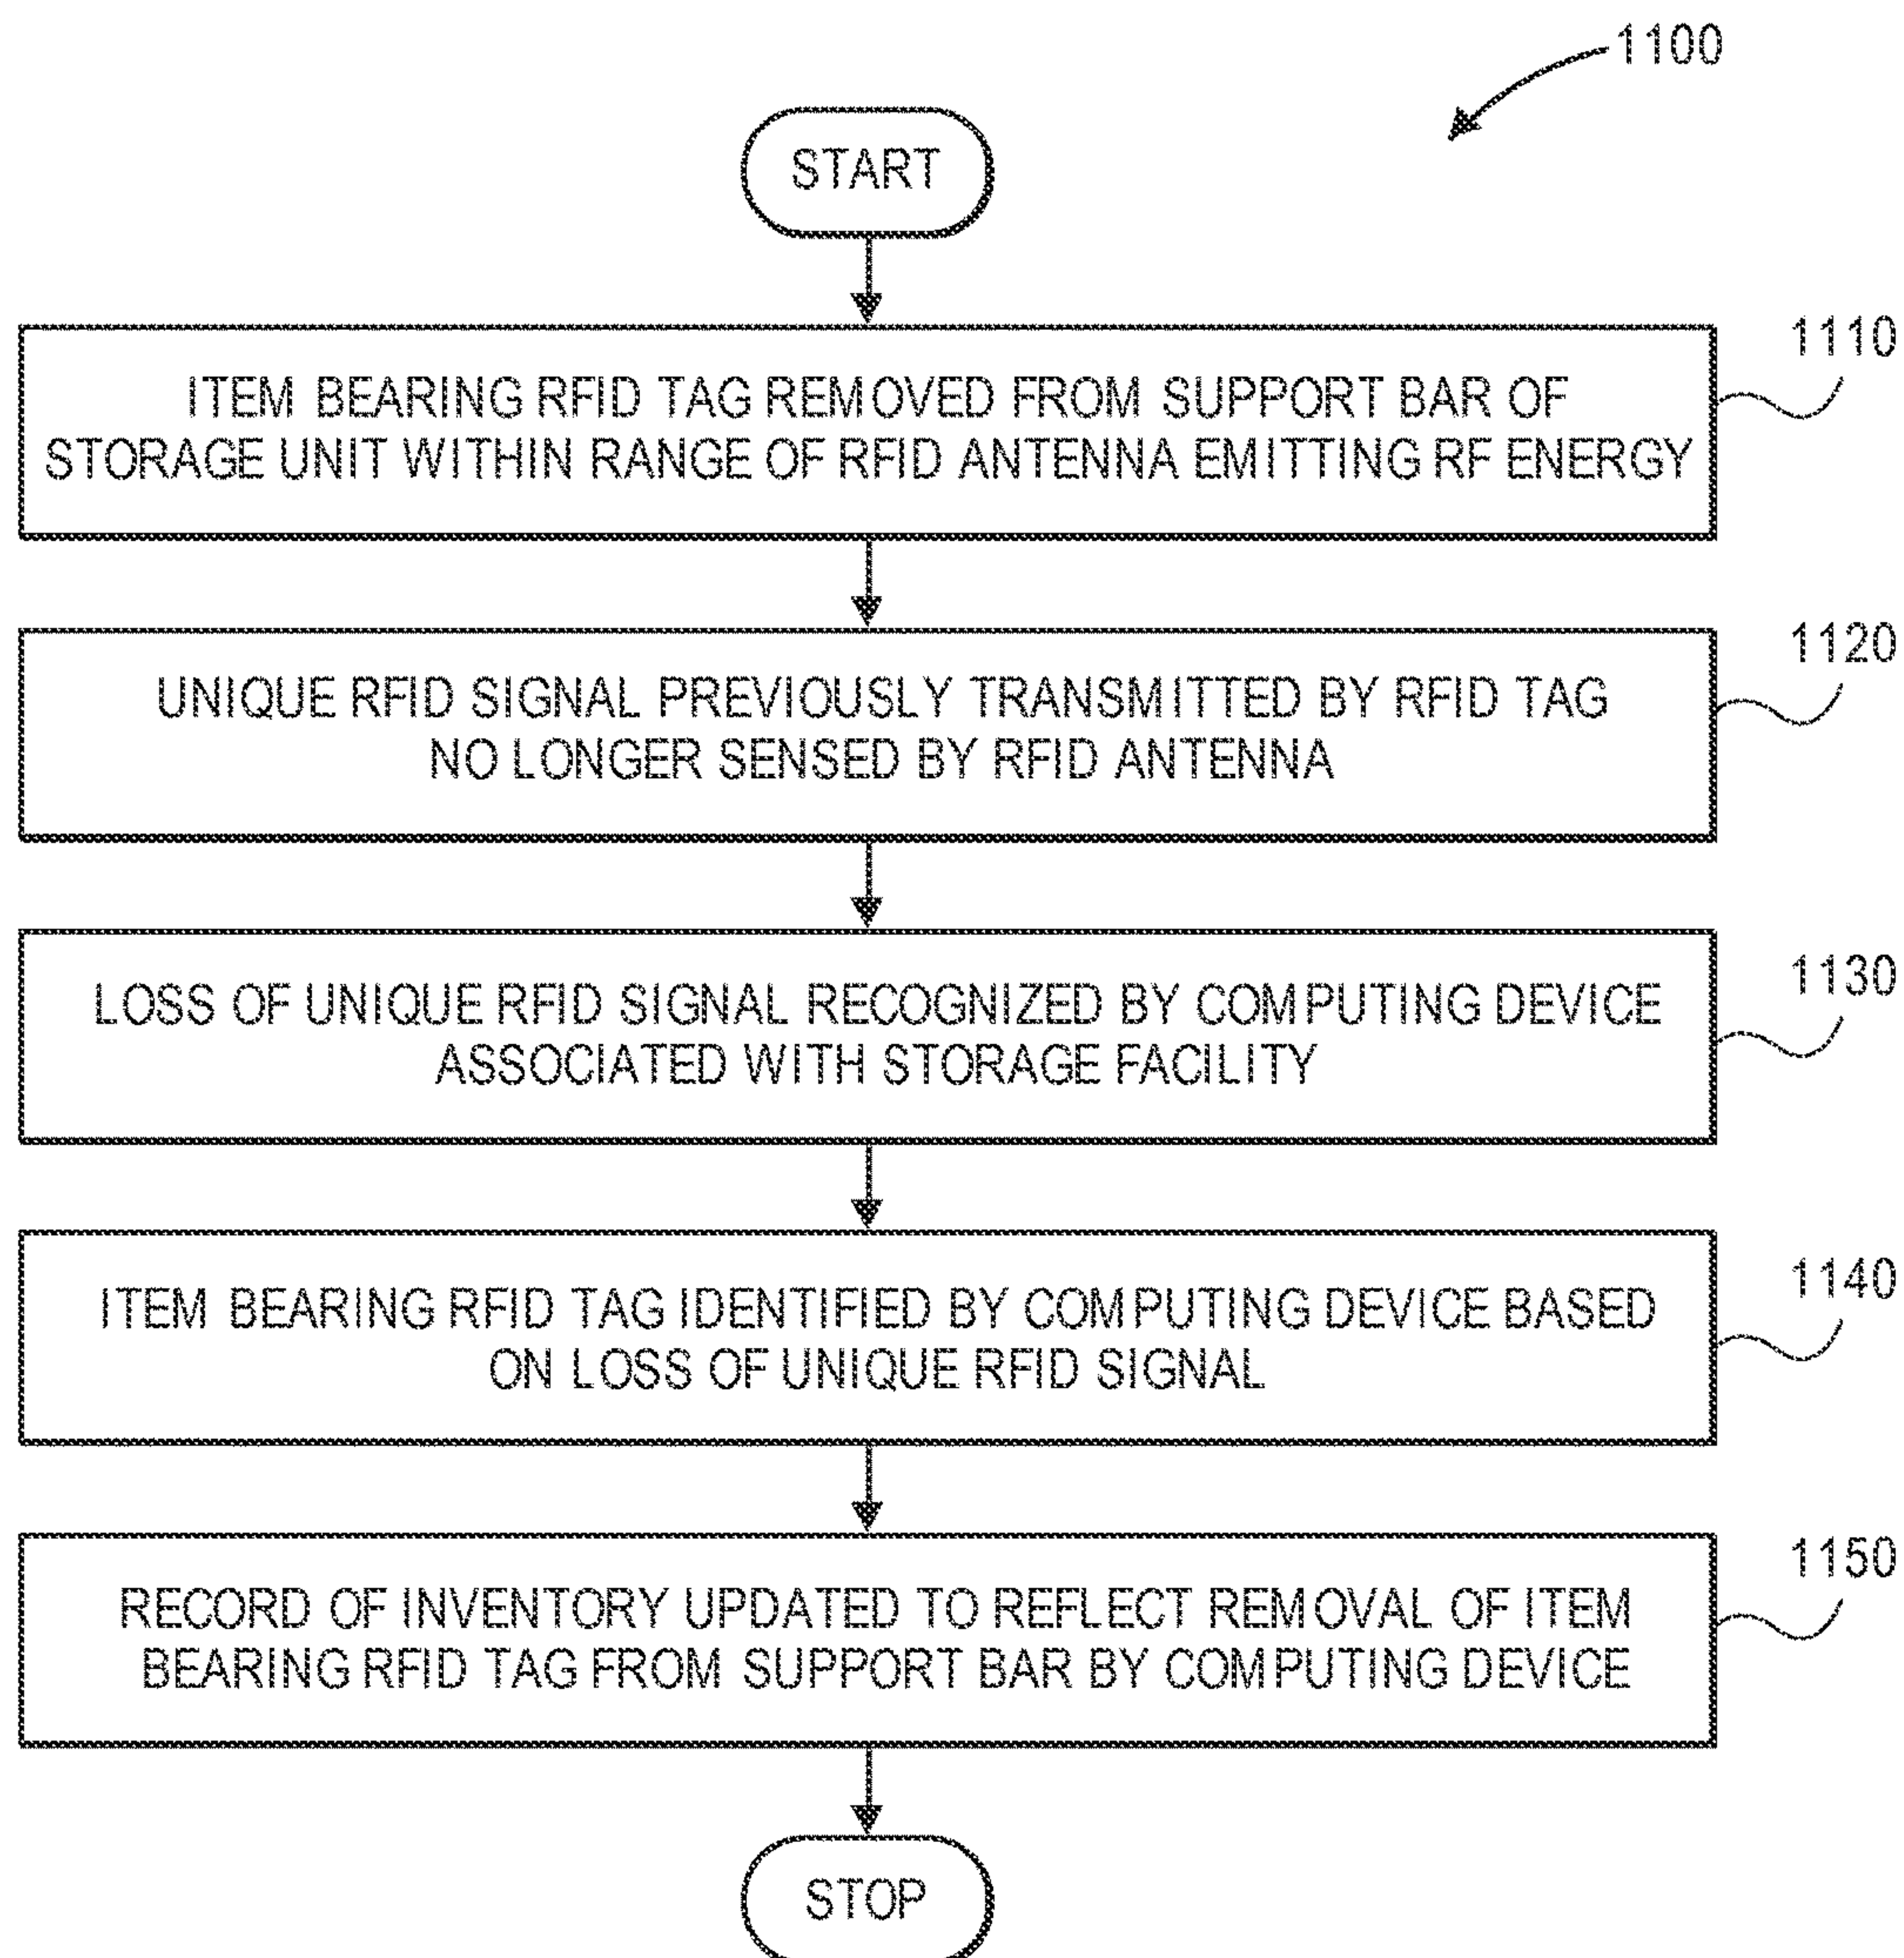 1100
START
1110
ITEM BEARING RFID TAG REMOVED FROM SUPPORT BAR OF
STORAGE UNIT WITHIN RANGE OF RFID ANTENNA EMITTING RF ENERGY
1120
UNIQUE RFID SIGNAL PREVIOUSLY TRANSMITTED BY RFID TAG
NO LONGER SENSED BY RFID ANTENNA
1130
LOSS OF UNIQUE RFID SIGNAL RECOGNIZED BY COMPUTING DEVICE
ASSOCIATED WITH STORAGE FACILITY
1140
ITEM BEARING RFID TAG IDENTIFIED BY COMPUTING DEVICE BASED
ON LOSS OF UNIQUE RFID SIGNAL
1150
RECORD OF INVENTORY UPDATED TO REFLECT REMOVAL OF ITEM
BEARING RFID TAG FROM SUPPORT BAR BY COMPUTING DEVICE
STOP